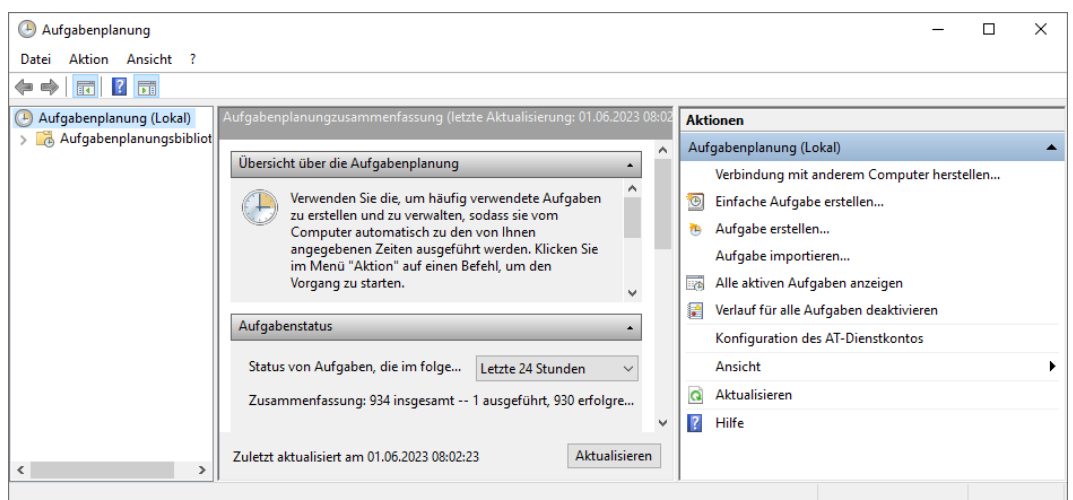 Aufgabenplanung
Datei Aktion Ansicht ?
Aufgabenplanung (Lokal)
Aufgabenplanungsbibliot
Aufgabenplanungzusammenfassung (letzte Aktualisierung: 01.06.2023 08:02
Übersicht über die Aufgabenplanung
Verwenden Sie die, um häufig verwendete Aufgaben
zu erstellen und zu verwalten, sodass sie vom
Computer automatisch zu den von Ihnen
angegebenen Zeiten ausgeführt werden. Klicken Sie
im Menü "Aktion" auf einen Befehl, um den
Vorgang zu starten.
Aufgabenstatus
Status von Aufgaben, die im folge... Letzte 24 Stunden
Zusammenfassung: 934 insgesamt -- 1 ausgeführt, 930 erfolgre...
Zuletzt aktualisiert am 01.06.2023 08:02:23 Aktualisieren
Aktionen
Aufgabenplanung (Lokal)
Verbindung mit anderem Computer herstellen...
Einfache Aufgabe erstellen...
Aufgabe erstellen...
Aufgabe importieren...
Alle aktiven Aufgaben anzeigen
Verlauf für alle Aufgaben deaktivieren
Konfiguration des AT-Dienstkontos
Ansicht
Aktualisieren
Hilfe